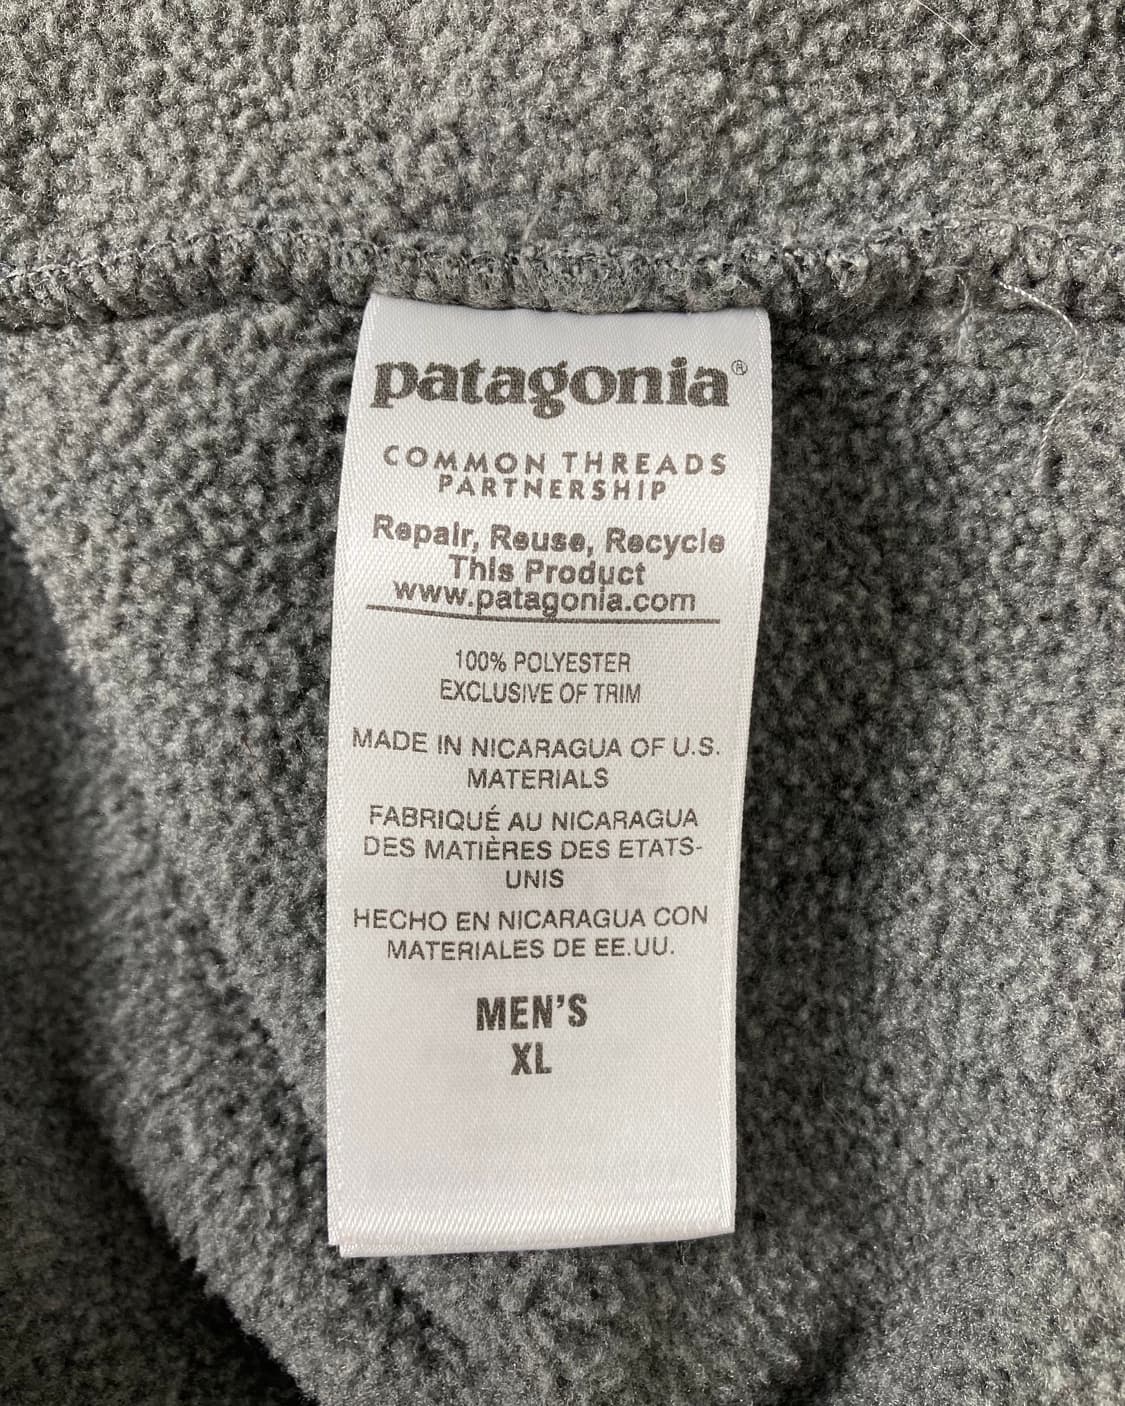 patagonia®
COMMON THREADS
PARTNERSHIP
Repair, Reuse, Recycle
This Product
www.patagonia.com
100% POLYESTER
EXCLUSIVE OF TRIM
MADE IN NICARAGUA OF U.S.
MATERIALS
FABRIQUÉ AU NICARAGUA
DES MATIÈRES DES ETATS-
UNIS
HECHO EN NICARAGUA CON
MATERIALES DE EE.UU.
MEN'S
XL